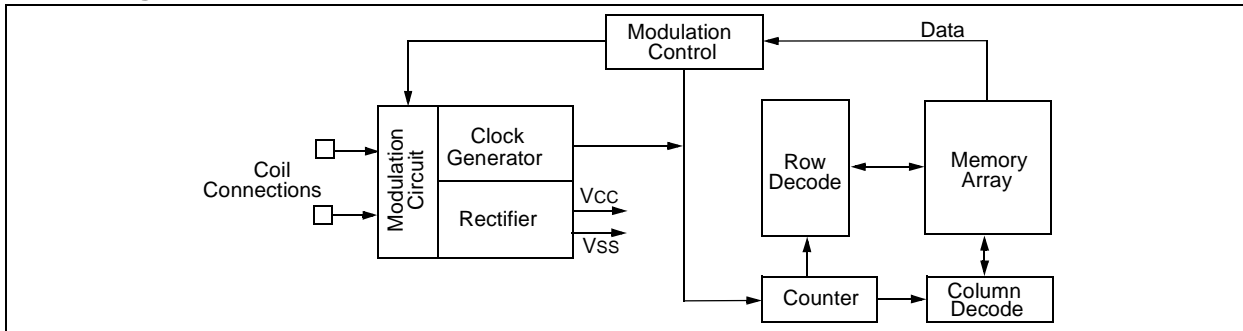 Modulation
Control
Data
Coil
Connections
Modulation
Circuit
Clock
Generator
Rectifier
VCC
VSS
Row
Decode
Memory
Array
Counter
Column
Decode